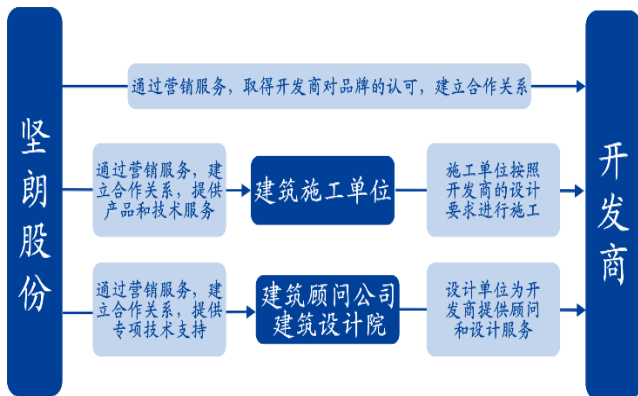 坚朗股份
通过营销服务，取得开发商对品牌的认可，建立合作关系
通过营销服务，建
立合作关系，提供
产品和技术服务
建筑施工单位
施工单位按照
开发商的设计
要求进行施工
通过营销服务，建
立合作关系，提供
专项技术支持
建筑顾问公司
建筑设计院
设计单位为开
发商提供顾问
和设计服务
开发商